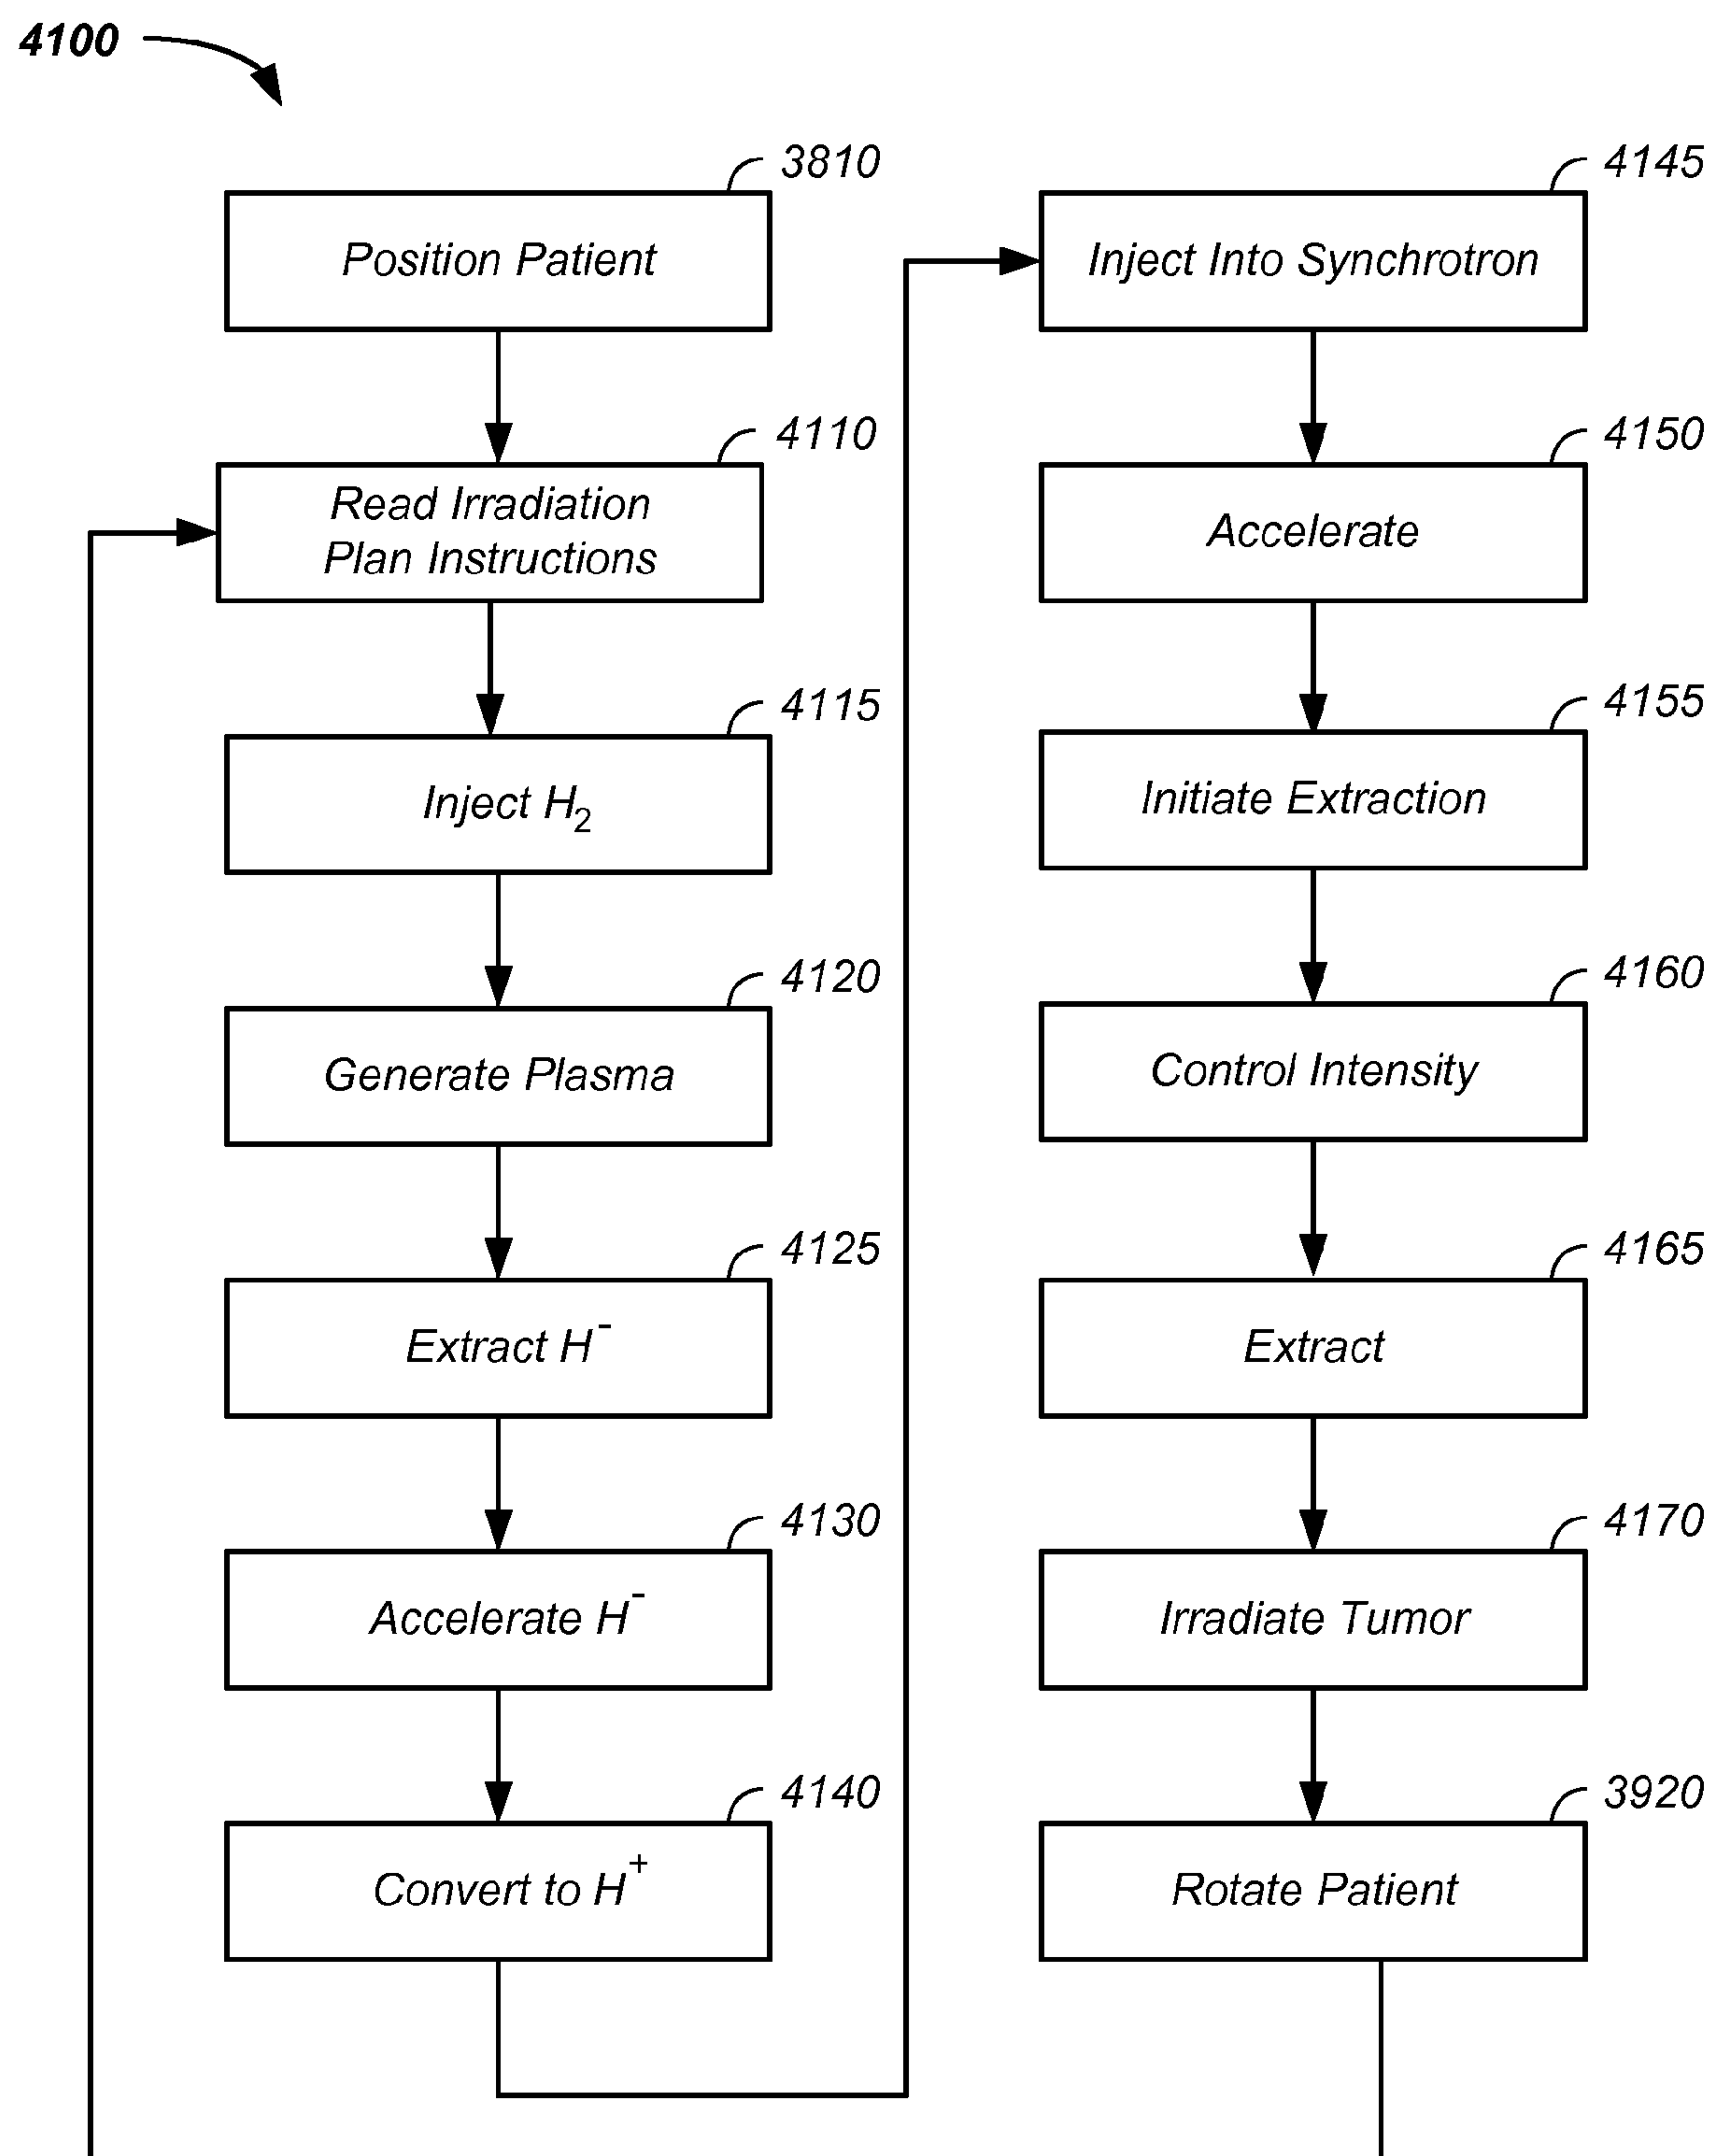 4100
3810
Position Patient
4110
Read Irradiation
Plan Instructions
4115
Inject H₂
4120
Generate Plasma
4125
Extract H⁻
4130
Accelerate H⁻
4140
Convert to H⁺
4145
Inject Into Synchrotron
4150
Accelerate
4155
Initiate Extraction
4160
Control Intensity
4165
Extract
4170
Irradiate Tumor
3920
Rotate Patient